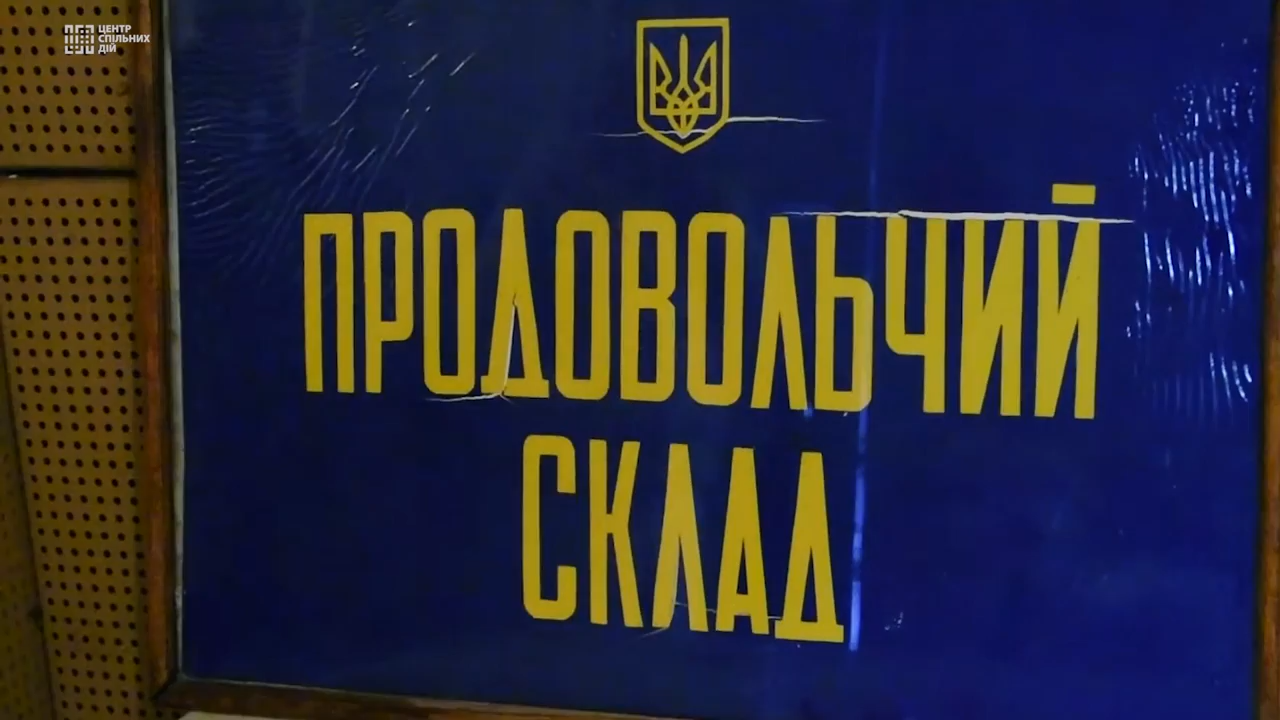 ЦЕНТР
СПІЛЬНИХ
ДІЙ
ПРОДОВОЛЬЧИЙ
СКЛАД